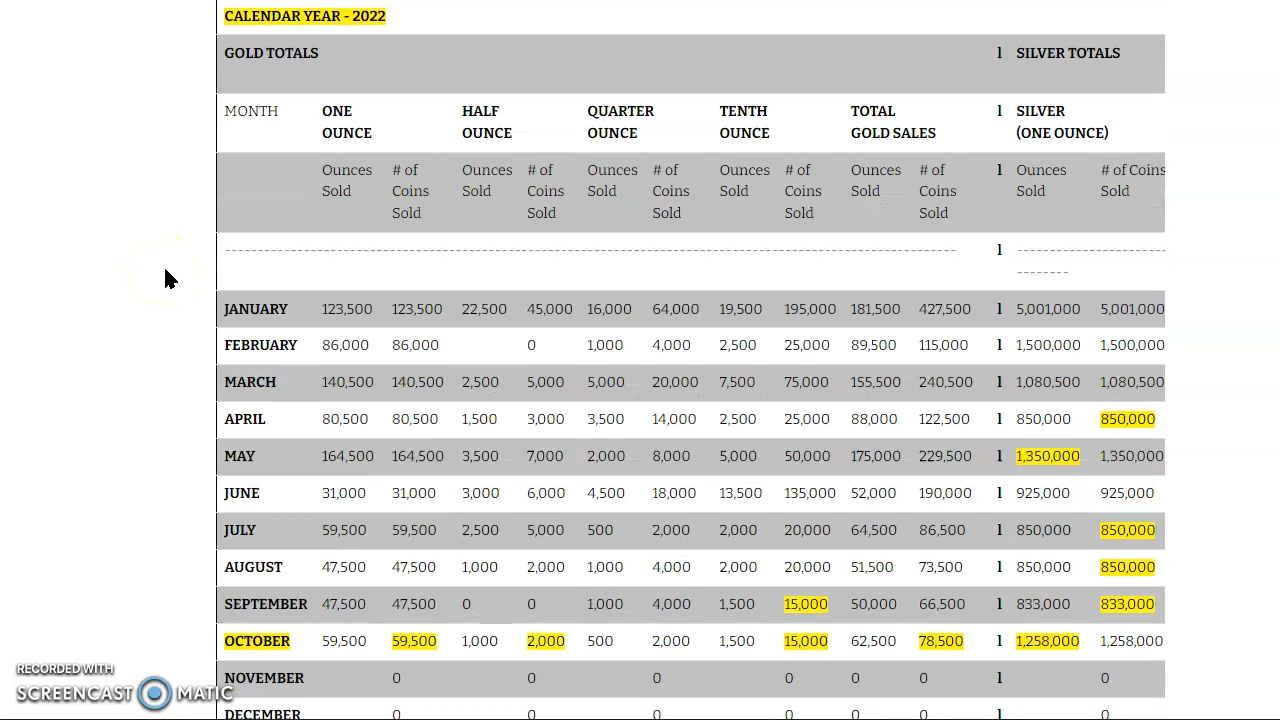 CALENDAR YEAR - 2022
GOLD TOTALS l SILVER TOTALS
MONTH ONE HALF QUARTER TENTH TOTAL l SILVER
OUNCE OUNCE OUNCE OUNCE GOLD SALES (ONE OUNCE)
Ounces # of Ounces # of Ounces # of Ounces # of Ounces # of l Ounces # of Coins
Sold Coins Sold Coins Sold Coins Sold Coins Sold Coins Sold Sold
Sold Sold Sold Sold Sold
-------------------------------------------------------------------------------------------------------- l ---------------------
--------
JANUARY 123,500 123,500 22,500 45,000 16,000 64,000 19,500 195,000 181,500 427,500 l 5,001,000 5,001,000
FEBRUARY 86,000 86,000 0 1,000 4,000 2,500 25,000 89,500 115,000 l 1,500,000 1,500,000
MARCH 140,500 140,500 2,500 5,000 5,000 20,000 7,500 75,000 155,500 240,500 l 1,080,500 1,080,500
APRIL 80,500 80,500 1,500 3,000 3,500 14,000 2,500 25,000 88,000 122,500 l 850,000 850,000
MAY 164,500 164,500 3,500 7,000 2,000 8,000 5,000 50,000 175,000 229,500 l 1,350,000 1,350,000
JUNE 31,000 31,000 3,000 6,000 4,500 18,000 13,500 135,000 52,000 190,000 l 925,000 925,000
JULY 59,500 59,500 2,500 5,000 500 2,000 2,000 20,000 64,500 86,500 l 850,000 850,000
AUGUST 47,500 47,500 1,000 2,000 1,000 4,000 2,000 20,000 51,500 73,500 l 850,000 850,000
SEPTEMBER 47,500 47,500 0 0 1,000 4,000 1,500 15,000 50,000 66,500 l 833,000 833,000
OCTOBER 59,500 59,500 1,000 2,000 500 2,000 1,500 15,000 62,500 78,500 l 1,258,000 1,258,000
NOVEMBER 0 0 0 0 0 0 l 0
DECEMBER 0 0 0 0 0 0 l 0
RECORDED WITH
SCREENCAST MATIC